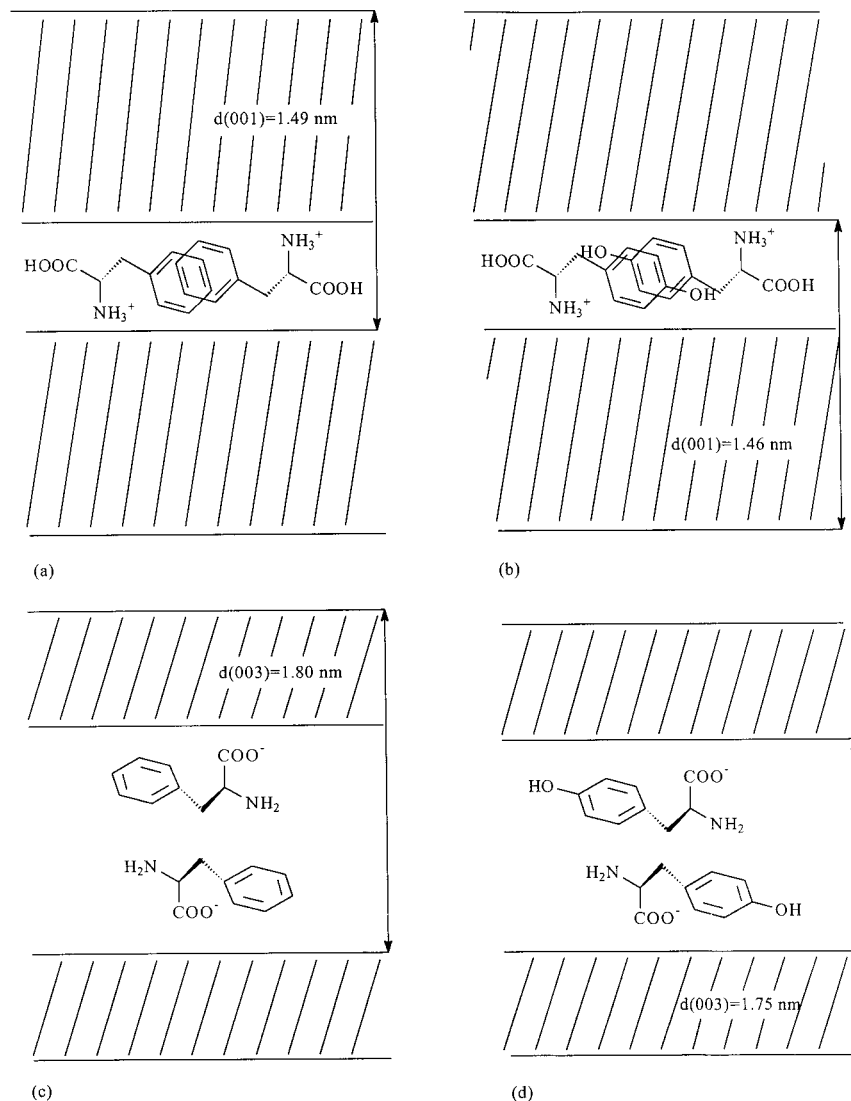 d(001)=1.49 nm
NH₃⁺
HOOC
COOH
NH₃⁺
(a)
NH₃⁺
HO
HOOC
OH
COOH
NH₃⁺
d(001)=1.46 nm
(b)
d(003)=1.80 nm
COO⁻
NH₂
H₂N
COO⁻
(c)
COO⁻
HO
NH₂
H₂N
COO⁻
OH
d(003)=1.75 nm
(d)